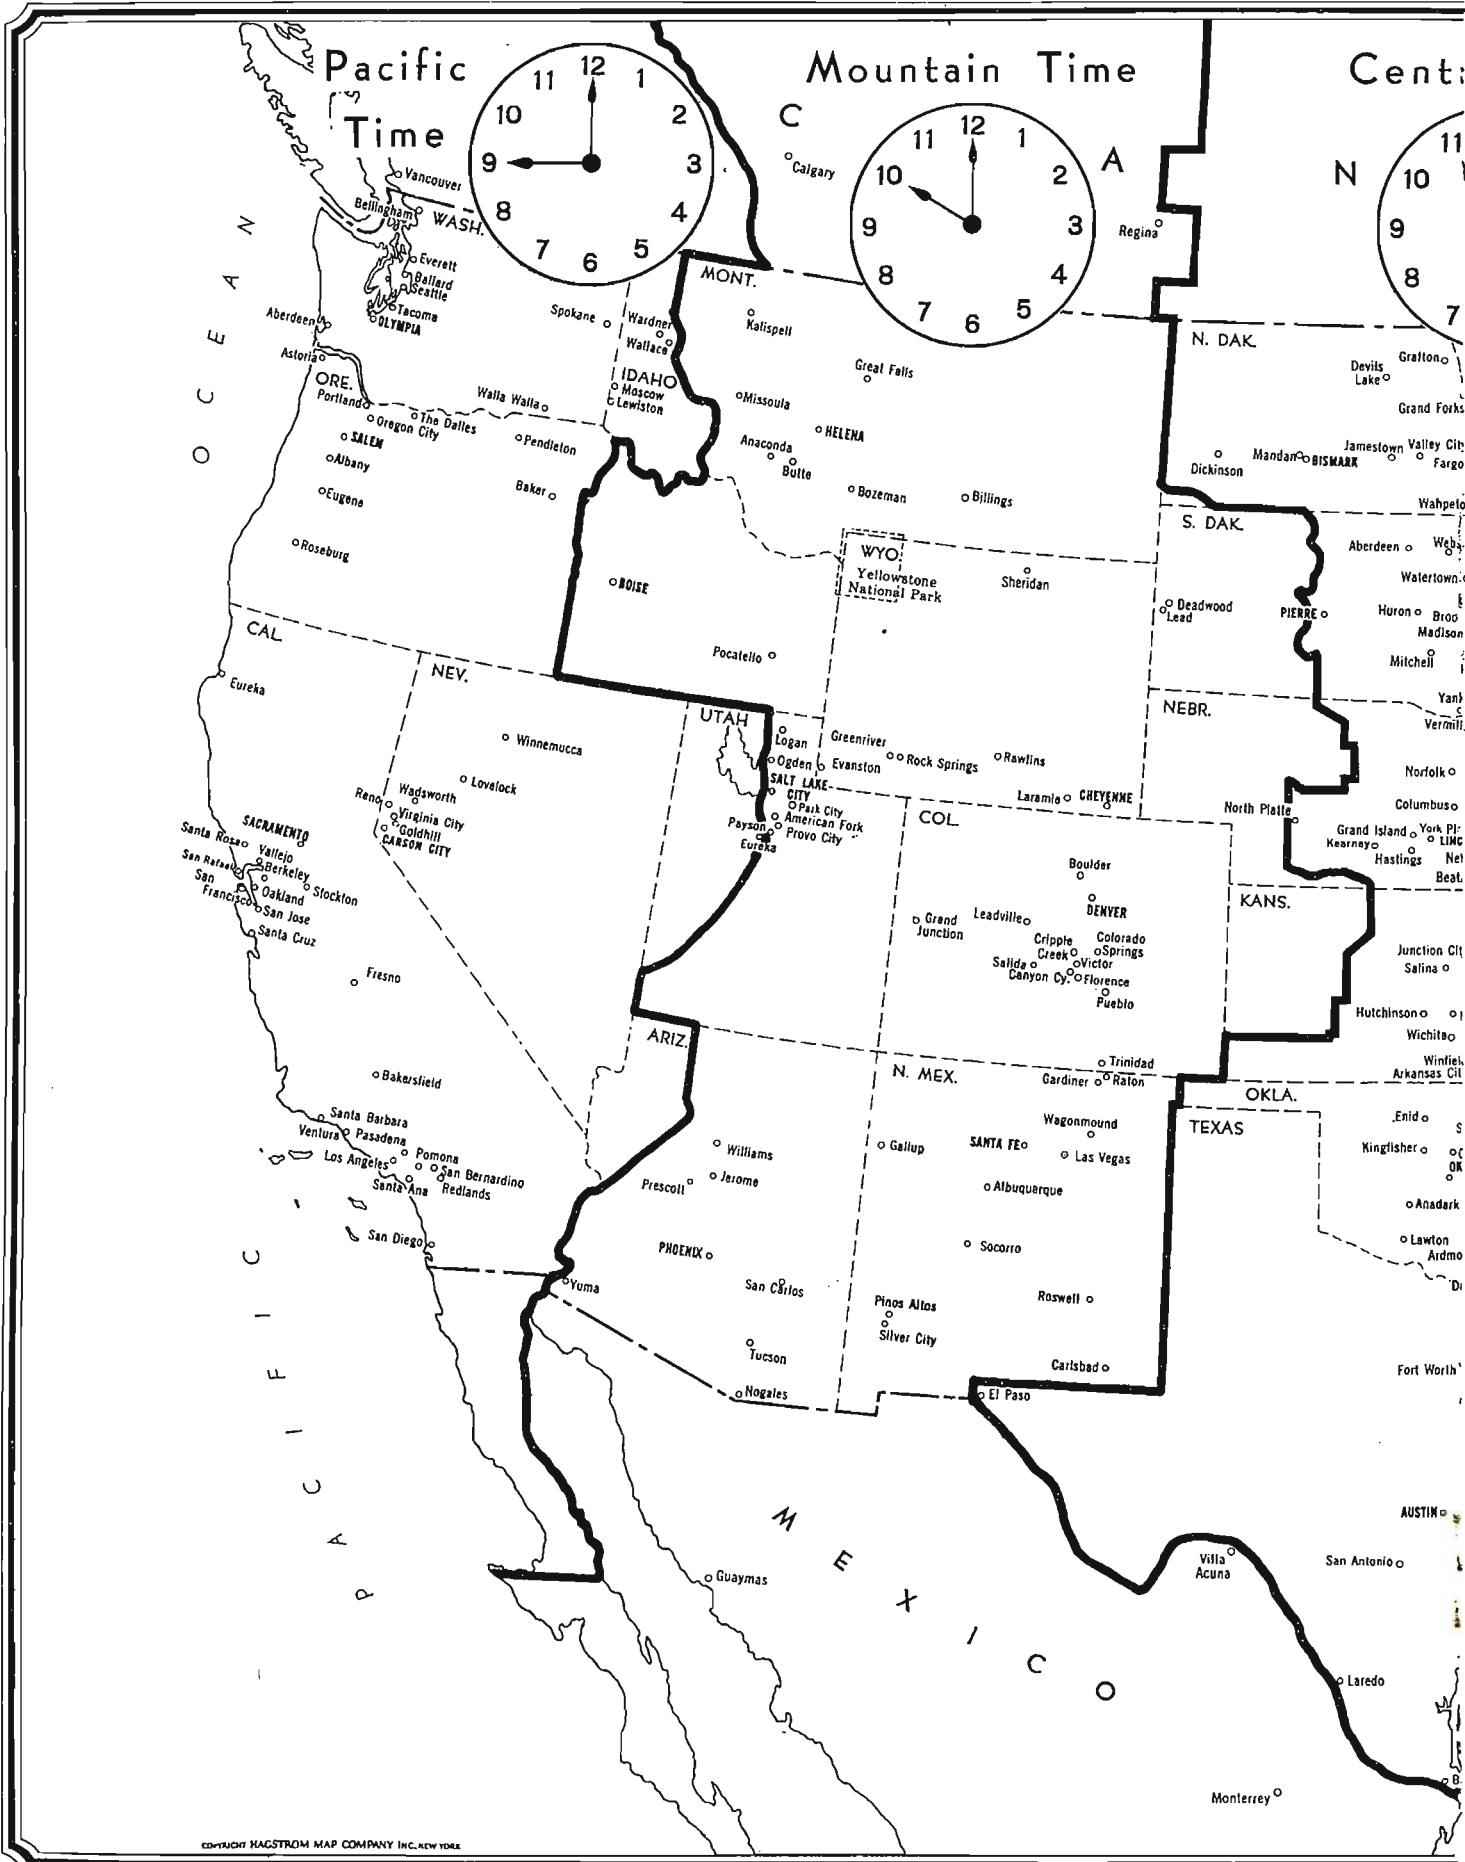 Pacific
Time
12
1
2
3
4
5
6
7
8
9
10
11
Mountain Time
12
1
2
3
4
5
6
7
8
9
10
11
11
10
9
8
7
C
A
N
Calgary
Regina
Vancouver
Bellingham
WASH.
Everett
Ballard
Seattle
Tacoma
OLYMPIA
Aberdeen
Astoria
Spokane
Wardner
Wallace
IDAHO
Moscow
Lewiston
Walla Walla
ORE.
Portland
Oregon City
The Dalles
Pendleton
SALEM
Albany
Eugene
Baker
Roseburg
BOISE
Pocatello
MONT.
Kalispell
Great Falls
Missoula
HELENA
Anaconda
Butte
Bozeman
Billings
WYO.
Yellowstone
National Park
Sheridan
Greenriver
Evanston
Rock Springs
Rawlins
Laramie
CHEYENNE
N. DAK.
Devils
Lake
Grafton
Grand Forks
Jamestown
Valley City
Mandan
BISMARK
Dickinson
Fargo
Wahpeto
S. DAK.
Aberdeen
Watertown
Deadwood
Lead
PIERRE
Huron
Broo
Madison
Mitchell
Yank
Vermill
NEBR.
Norfolk
Columbus
North Platte
Grand Island
York
Kearney
LINC
Hastings
Beat
CAL.
Eureka
NEV.
Winnemucca
Lovelock
Reno
Wadsworth
Virginia City
Goldhill
CARSON CITY
SACRAMENTO
Santa Rosa
Vallejo
San Rafael
Berkeley
San
Francisco
Oakland
Stockton
San Jose
Santa Cruz
Fresno
Bakersfield
Santa Barbara
Ventura
Pasadena
Pomona
Los Angeles
San Bernardino
Santa Ana
Redlands
San Diego
UTAH
Logan
Ogden
SALT LAKE
CITY
Park City
American Fork
Payson
Provo City
Eureka
COL.
Boulder
DENVER
Grand
Junction
Leadville
Cripple
Creek
Colorado
Springs
Salida
Victor
Canyon Cy.
Florence
Pueblo
Trinidad
KANS.
Junction Cit
Salina
Hutchinson
Wichita
Winfiel
Arkansas Cit
ARIZ.
Williams
Jerome
Prescott
PHOENIX
Yuma
San Carlos
Tucson
Nogales
N. MEX.
Gardiner
Raton
Wagonmound
Gallup
SANTA FE
Las Vegas
Albuquerque
Socorro
Roswell
Pinos Altos
Silver City
Carlsbad
OKLA.
Enid
Kingfisher
Anadark
Lawton
Ardmo
TEXAS
El Paso
Fort Worth
AUSTIN
San Antonio
Villa
Acuna
Laredo
Monterrey
Guaymas
MEXICO
PACIFIC
OCEAN
COPYRIGHT HAGSTROM MAP COMPANY INC. NEW YORK